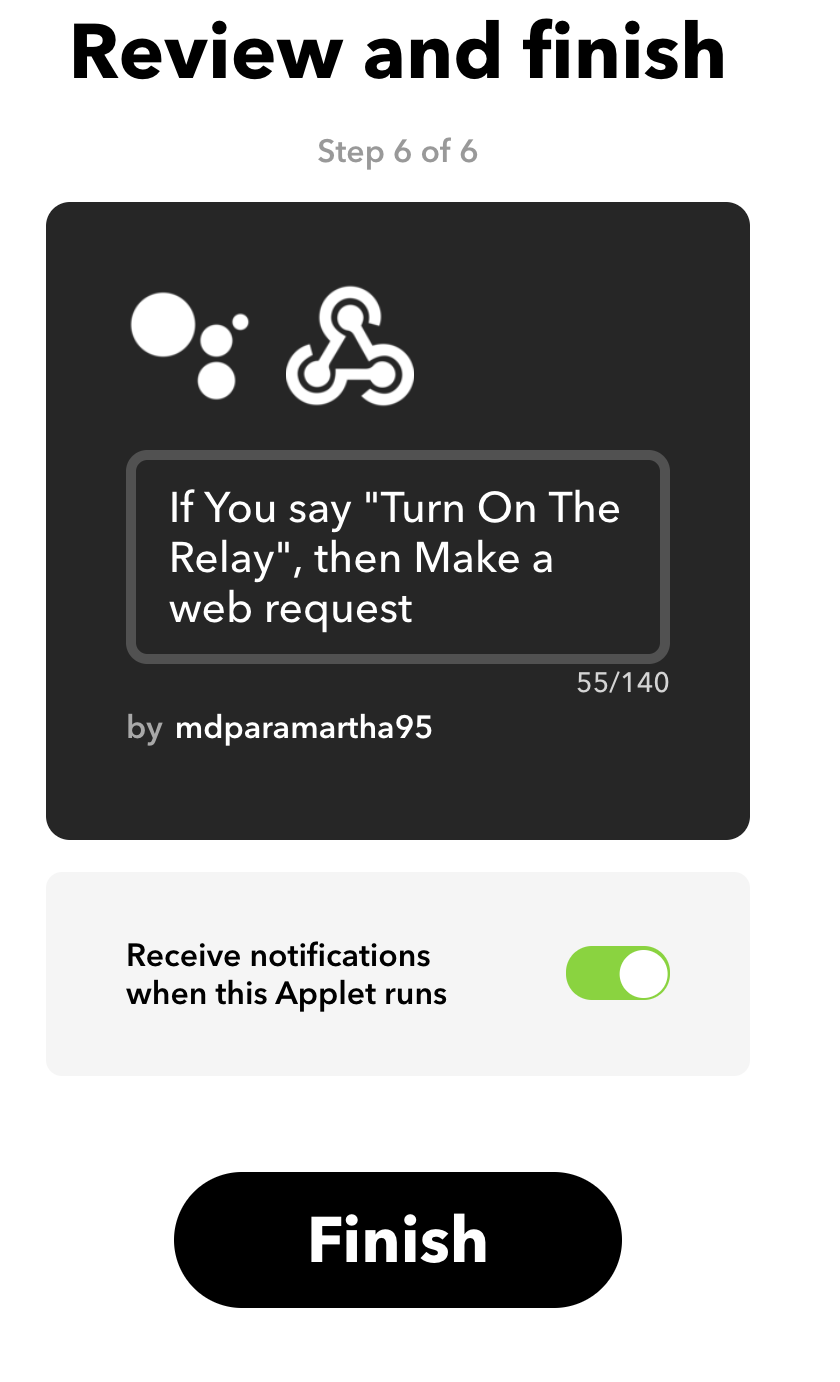 Review and finish
Step 6 of 6
If You say "Turn On The
Relay", then Make a
web request
55/140
by mdparamartha95
Receive notifications
when this Applet runs
Finish